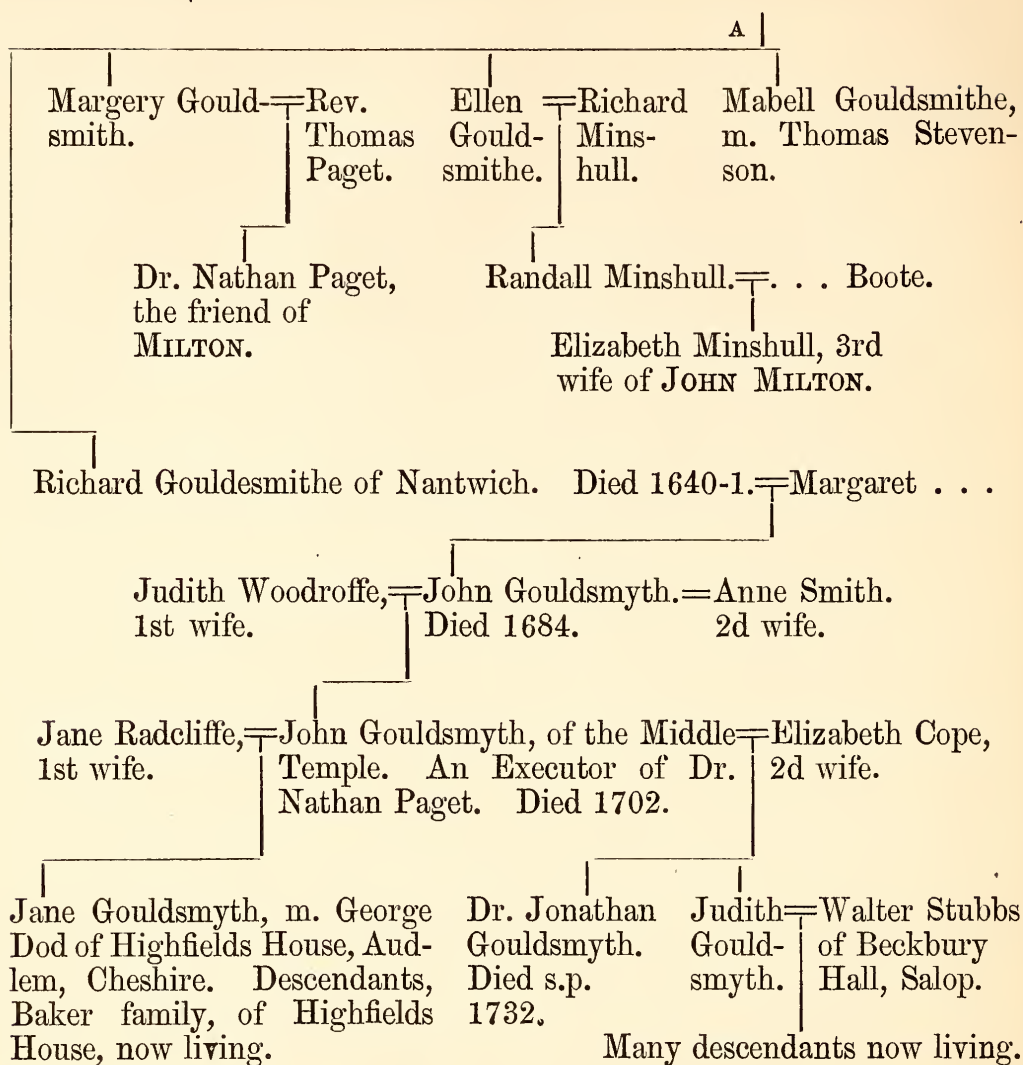 A
Margery Gould-=Rev. Thomas Paget.
smith.
Ellen Gould-smithe.=Richard Mins-hull.
Mabell Gouldsmithe,
m. Thomas Steven-
son.
Dr. Nathan Paget,
the friend of
MILTON.
Randall Minshull.=. . . Boote.
Elizabeth Minshull, 3rd
wife of JOHN MILTON.
Richard Gouldesmithe of Nantwich. Died 1640-1.=Margaret . . .
Judith Woodroffe,=John Gouldsmyth.=Anne Smith.
1st wife. Died 1684. 2d wife.
Jane Radcliffe,=John Gouldsmyth, of the Middle=Elizabeth Cope,
1st wife. Temple. An Executor of Dr. 2d wife.
Nathan Paget. Died 1702.
Jane Gouldsmyth, m. George
Dod of Highfields House, Aud-
lem, Cheshire. Descendants,
Baker family, of Highfields
House, now living.
Dr. Jonathan
Gouldsmyth.
Died s.p.
1732.
Judith=Walter Stubbs
Gould- of Beckbury
smyth. Hall, Salop.
Many descendants now living.